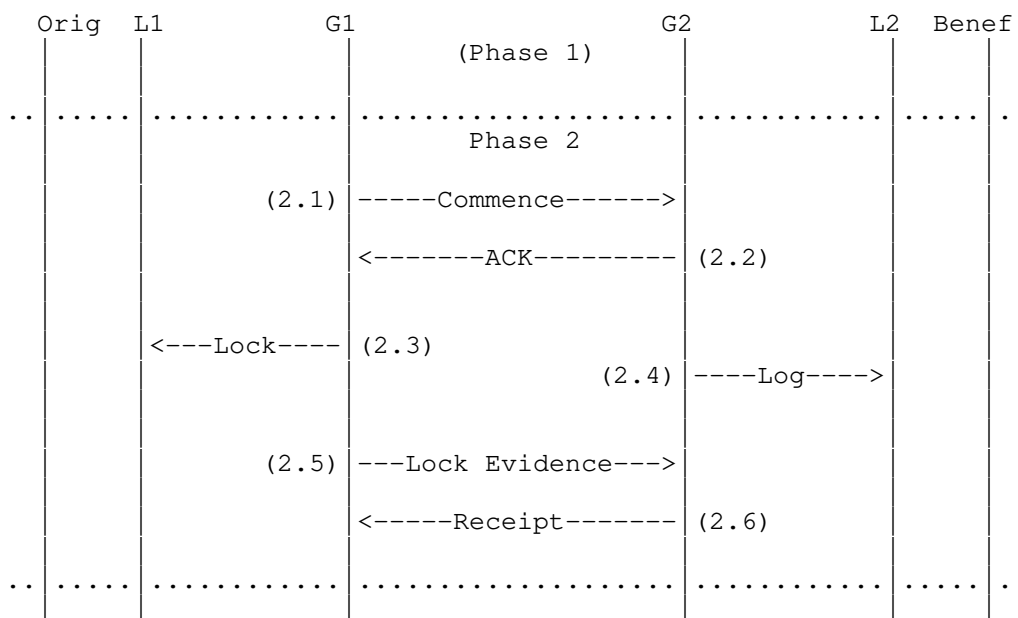 Orig L1 G1 G2 L2 Benef
(Phase 1)
Phase 2
(2.1) -----Commence------>
<-------ACK--------- (2.2)
<---Lock---- (2.3)
(2.4) ----Log---->
(2.5) ---Lock Evidence--->
<-----Receipt------- (2.6)